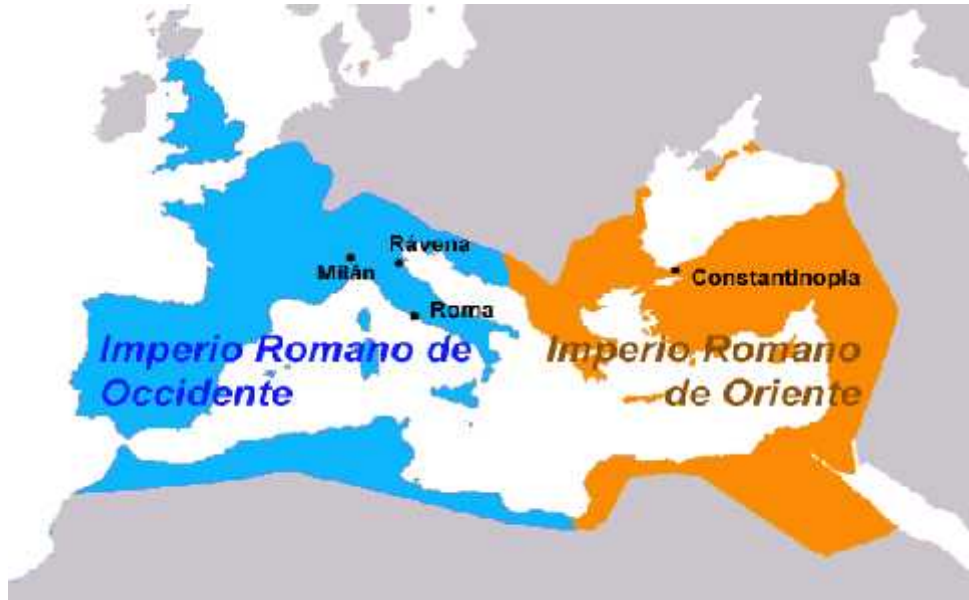 Rávena
Milán
Constantinopla
Roma
Imperio Romano de
Occidente
Imperio Romano
de Oriente